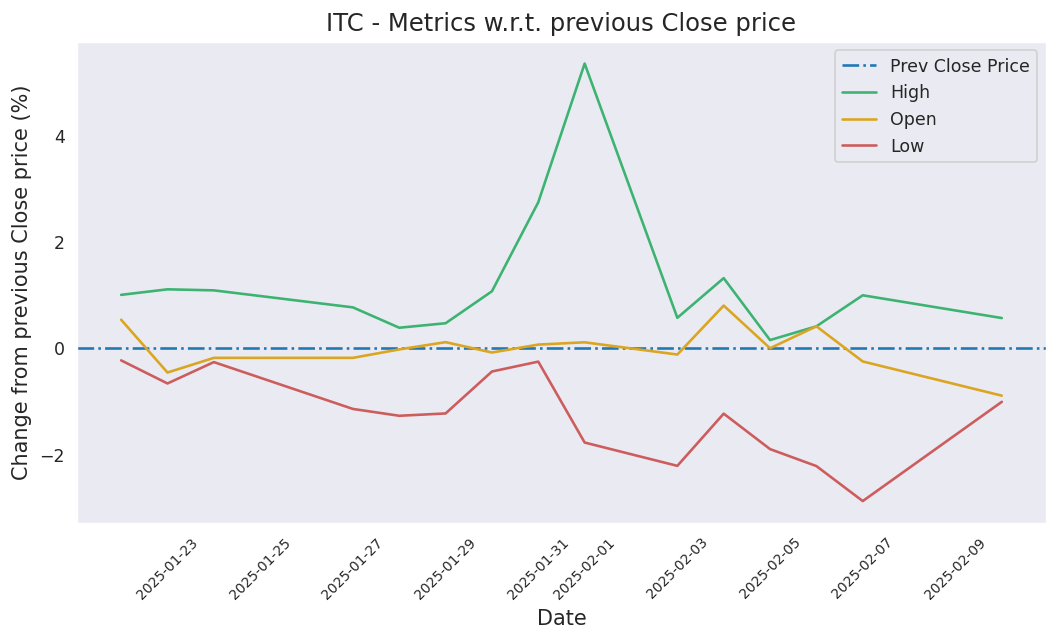 ITC - Metrics w.r.t. previous Close price
Prev Close Price
High
Open
Low
Change from previous Close price (%)
4
2
0
−2
2025-01-23
2025-01-25
2025-01-27
2025-01-29
2025-01-31
2025-02-01
2025-02-03
2025-02-05
2025-02-07
2025-02-09
Date